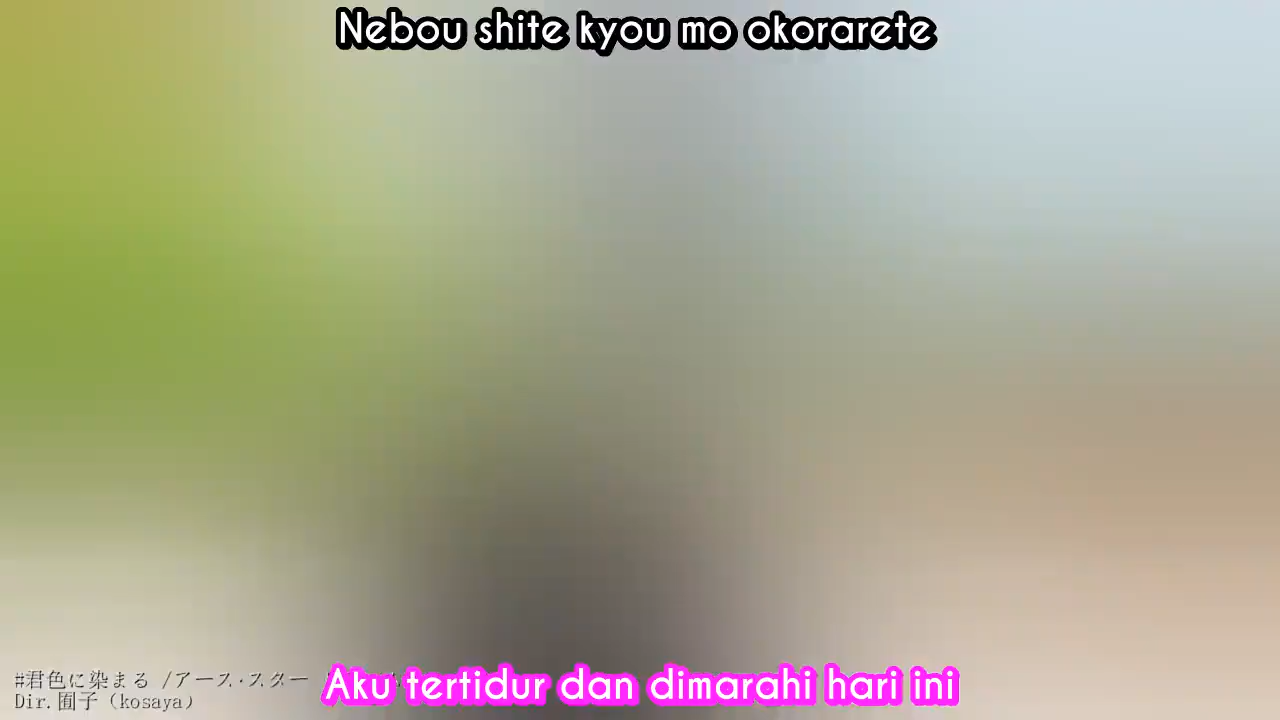 Nebou shite kyou mo okorarete
#君色に染まる /アース・スター
Dir.囿子（kosaya）
Aku tertidur dan dimarahi hari ini